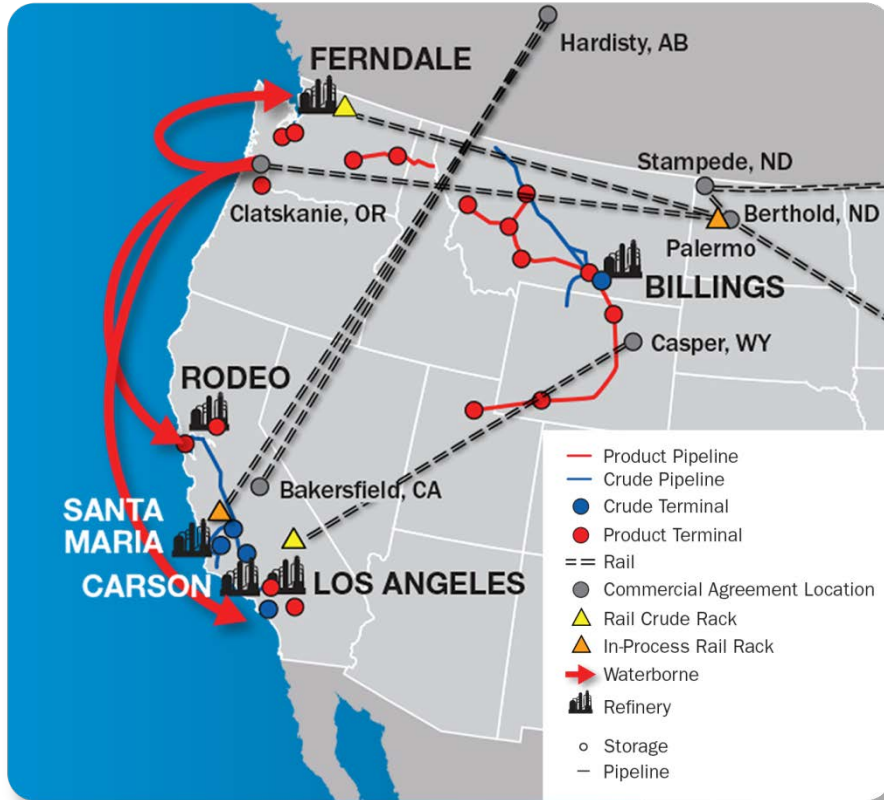 Hardisty, AB
FERNDALE
Stampede, ND
Clatskanie, OR
Berthold, ND
Palermo
BILLINGS
Casper, WY
RODEO
Bakersfield, CA
SANTA
MARIA
CARSON
LOS ANGELES
Product Pipeline
Crude Pipeline
Crude Terminal
Product Terminal
Rail
Commercial Agreement Location
Rail Crude Rack
In-Process Rail Rack
Waterborne
Refinery
Storage
Pipeline